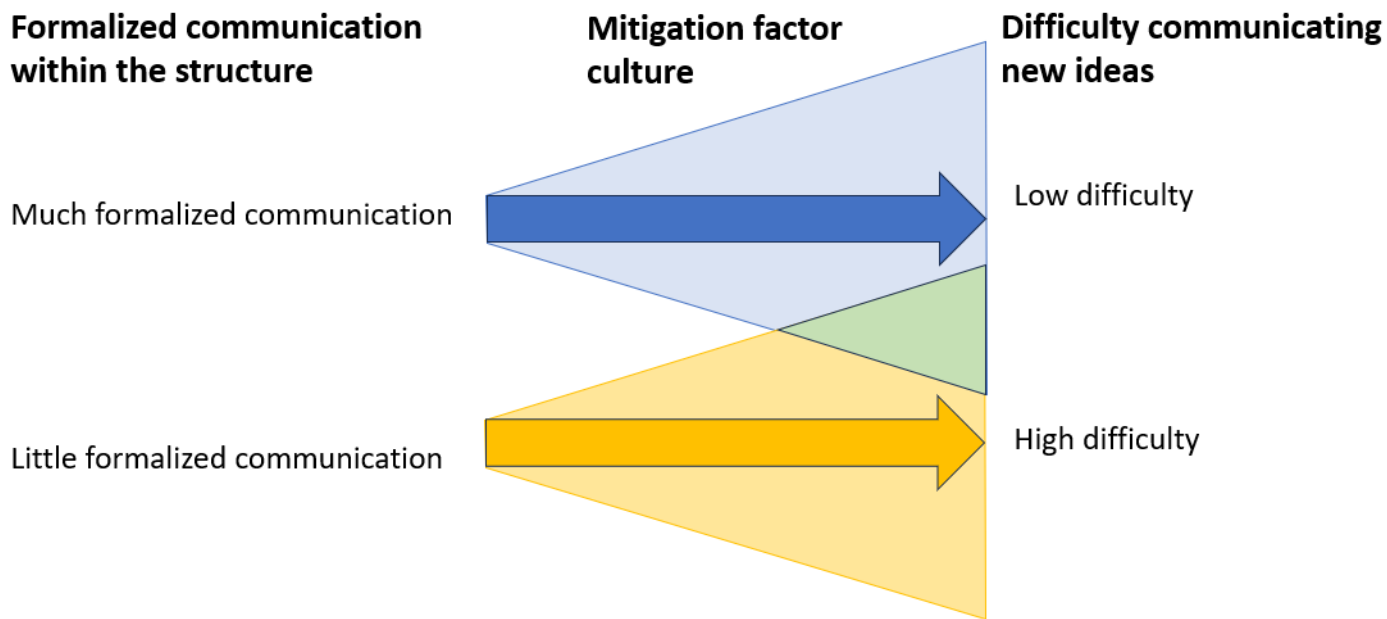 Formalized communication
within the structure
Mitigation factor
culture
Difficulty communicating
new ideas
Much formalized communication
Low difficulty
Little formalized communication
High difficulty